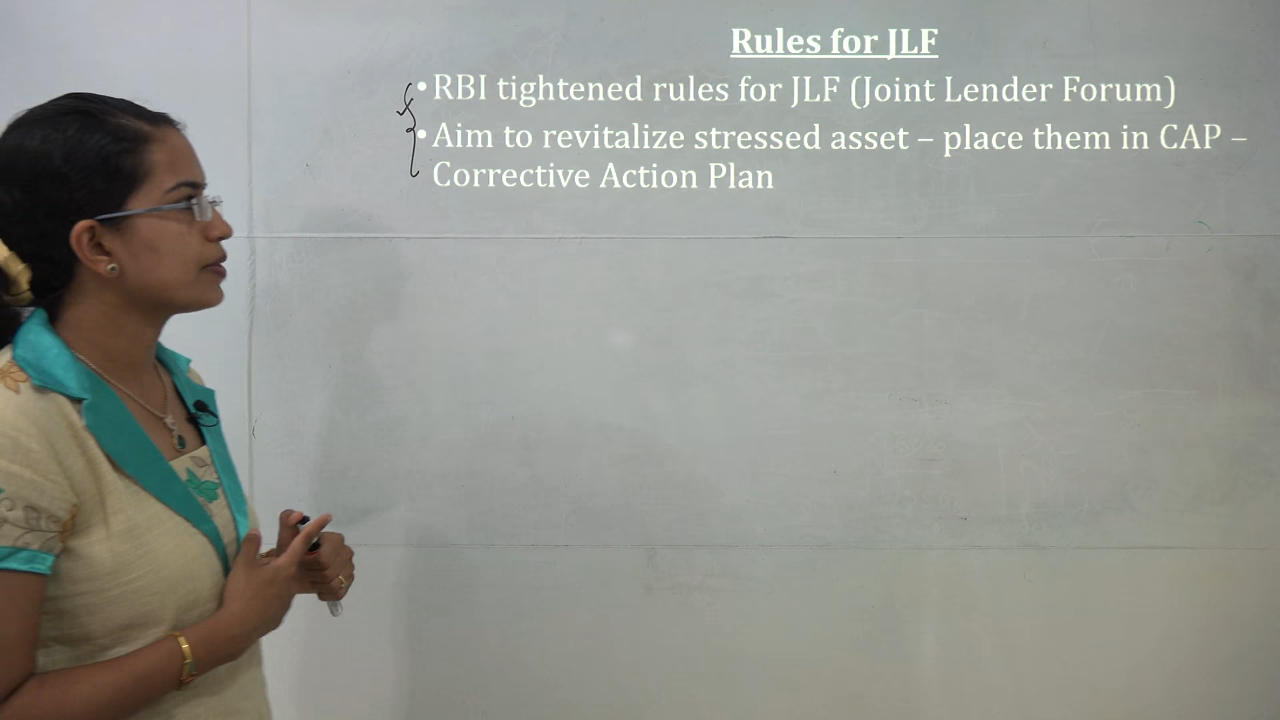 Rules for JLF
• RBI tightened rules for JLF (Joint Lender Forum)
• Aim to revitalize stressed asset – place them in CAP –
Corrective Action Plan